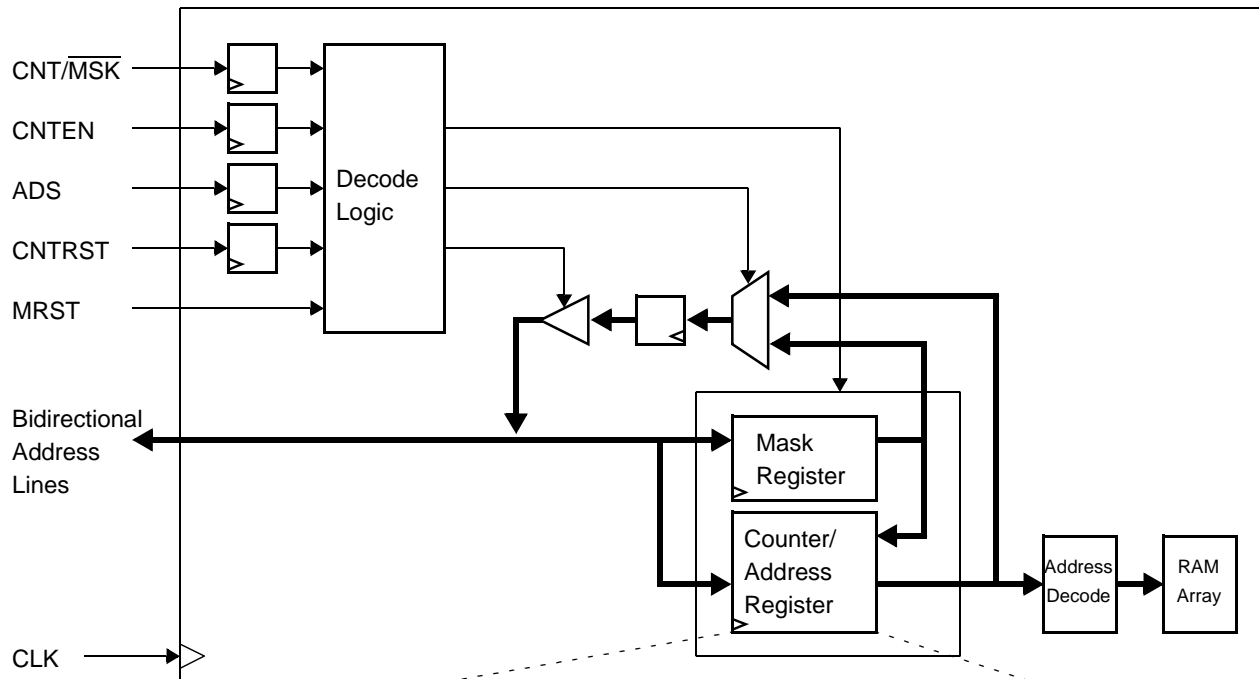 CNT/MSK
CNTEN
ADS
CNTRST
MRST
Decode
Logic
Bidirectional
Address
Lines
Mask
Register
Counter/
Address
Register
Address
Decode
RAM
Array
CLK